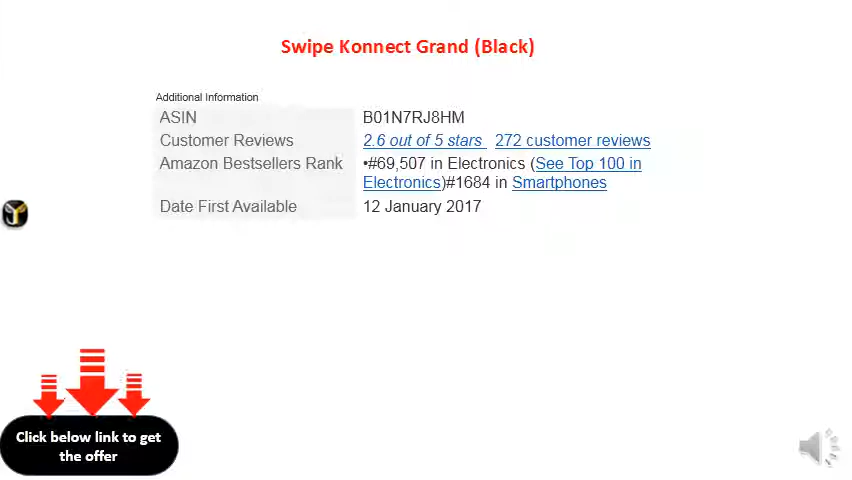 Swipe Konnect Grand (Black)
Additional Information
ASIN B01N7RJ8HM
Customer Reviews 2.6 out of 5 stars 272 customer reviews
Amazon Bestsellers Rank •#69,507 in Electronics (See Top 100 in
Electronics)#1684 in Smartphones
Date First Available 12 January 2017
Click below link to get
the offer